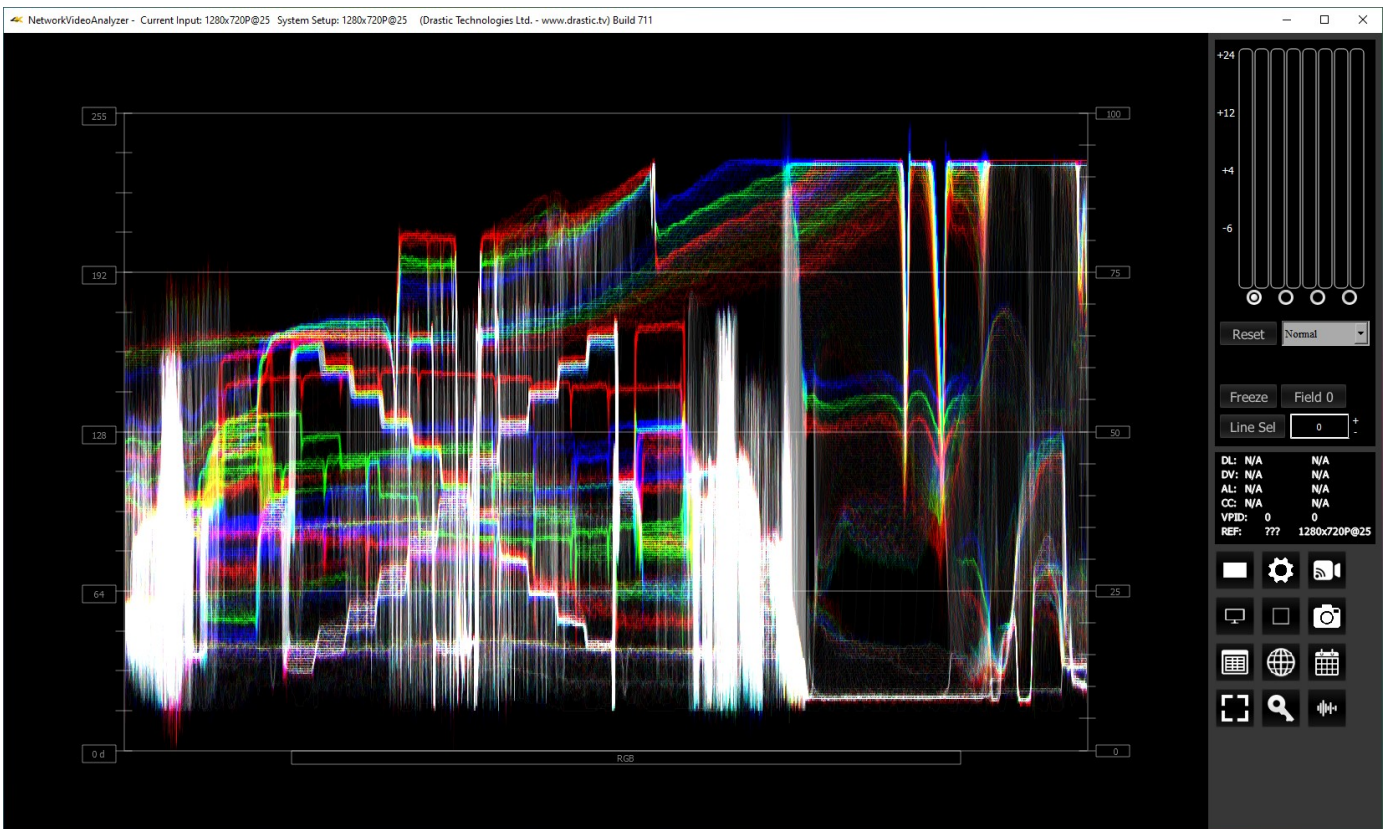 NetworkVideoAnalyzer - Current Input: 1280x720P@25 System Setup: 1280x720P@25 (Drastic Technologies Ltd. - www.drastic.tv) Build 711
255
192
128
64
0 d
100
75
50
25
0
RGB
+24
+12
+4
-6
Reset Normal
Freeze Field 0
Line Sel 0 + -
DL: N/A N/A
DV: N/A N/A
AL: N/A N/A
CC: N/A N/A
VPID: 0 0
REF: ??? 1280x720P@25